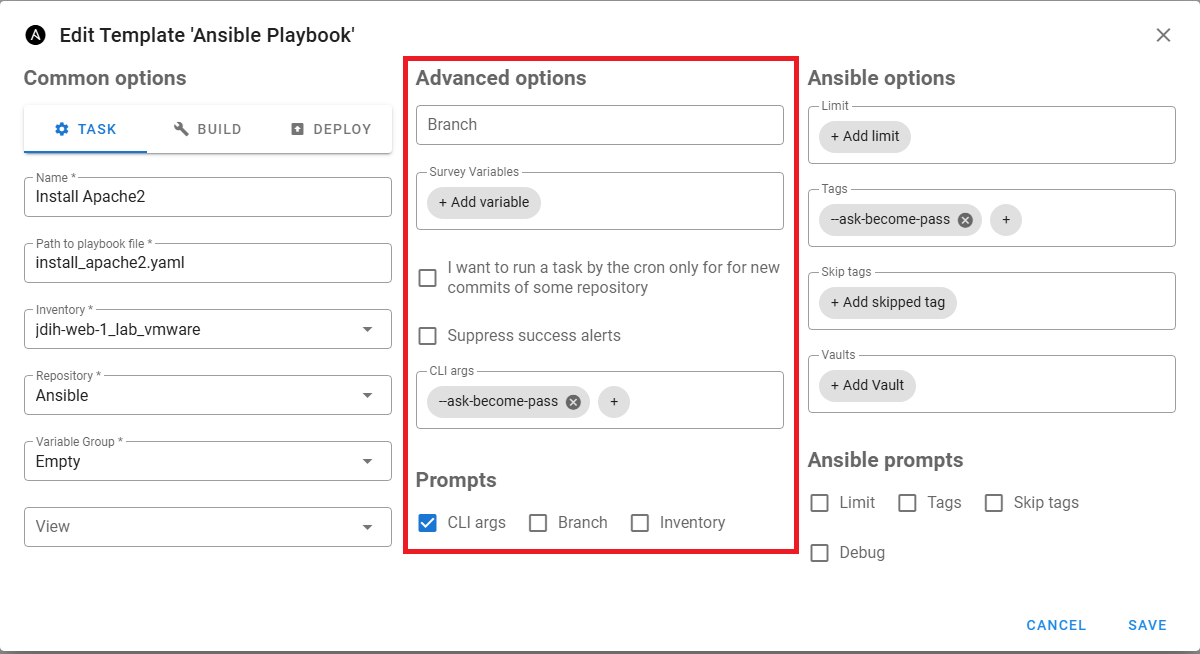 Edit Template 'Ansible Playbook'
Common options
TASK
BUILD
DEPLOY
Name *
Install Apache2
Path to playbook file *
install_apache2.yaml
Inventory *
jdih-web-1_lab_vmware
Repository *
Ansible
Variable Group *
Empty
View
Advanced options
Branch
Survey Variables
+ Add variable
I want to run a task by the cron only for for new
commits of some repository
Suppress success alerts
CLI args
--ask-become-pass
+
Prompts
CLI args
Branch
Inventory
Ansible options
Limit
+ Add limit
Tags
--ask-become-pass
+
Skip tags
+ Add skipped tag
Vaults
+ Add Vault
Ansible prompts
Limit
Tags
Skip tags
Debug
CANCEL
SAVE